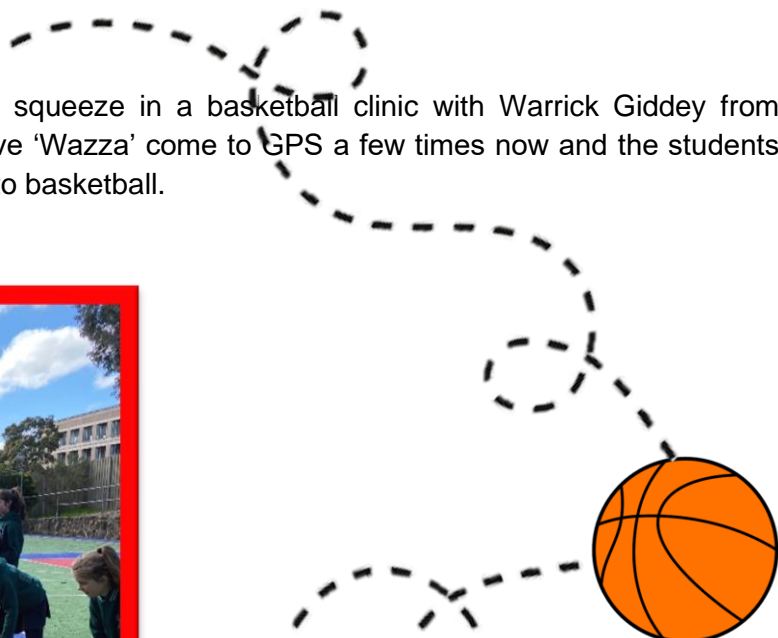 squeeze in a basketball clinic with Warrick Giddey from
've 'Wazza' come to GPS a few times now and the students
o basketball.